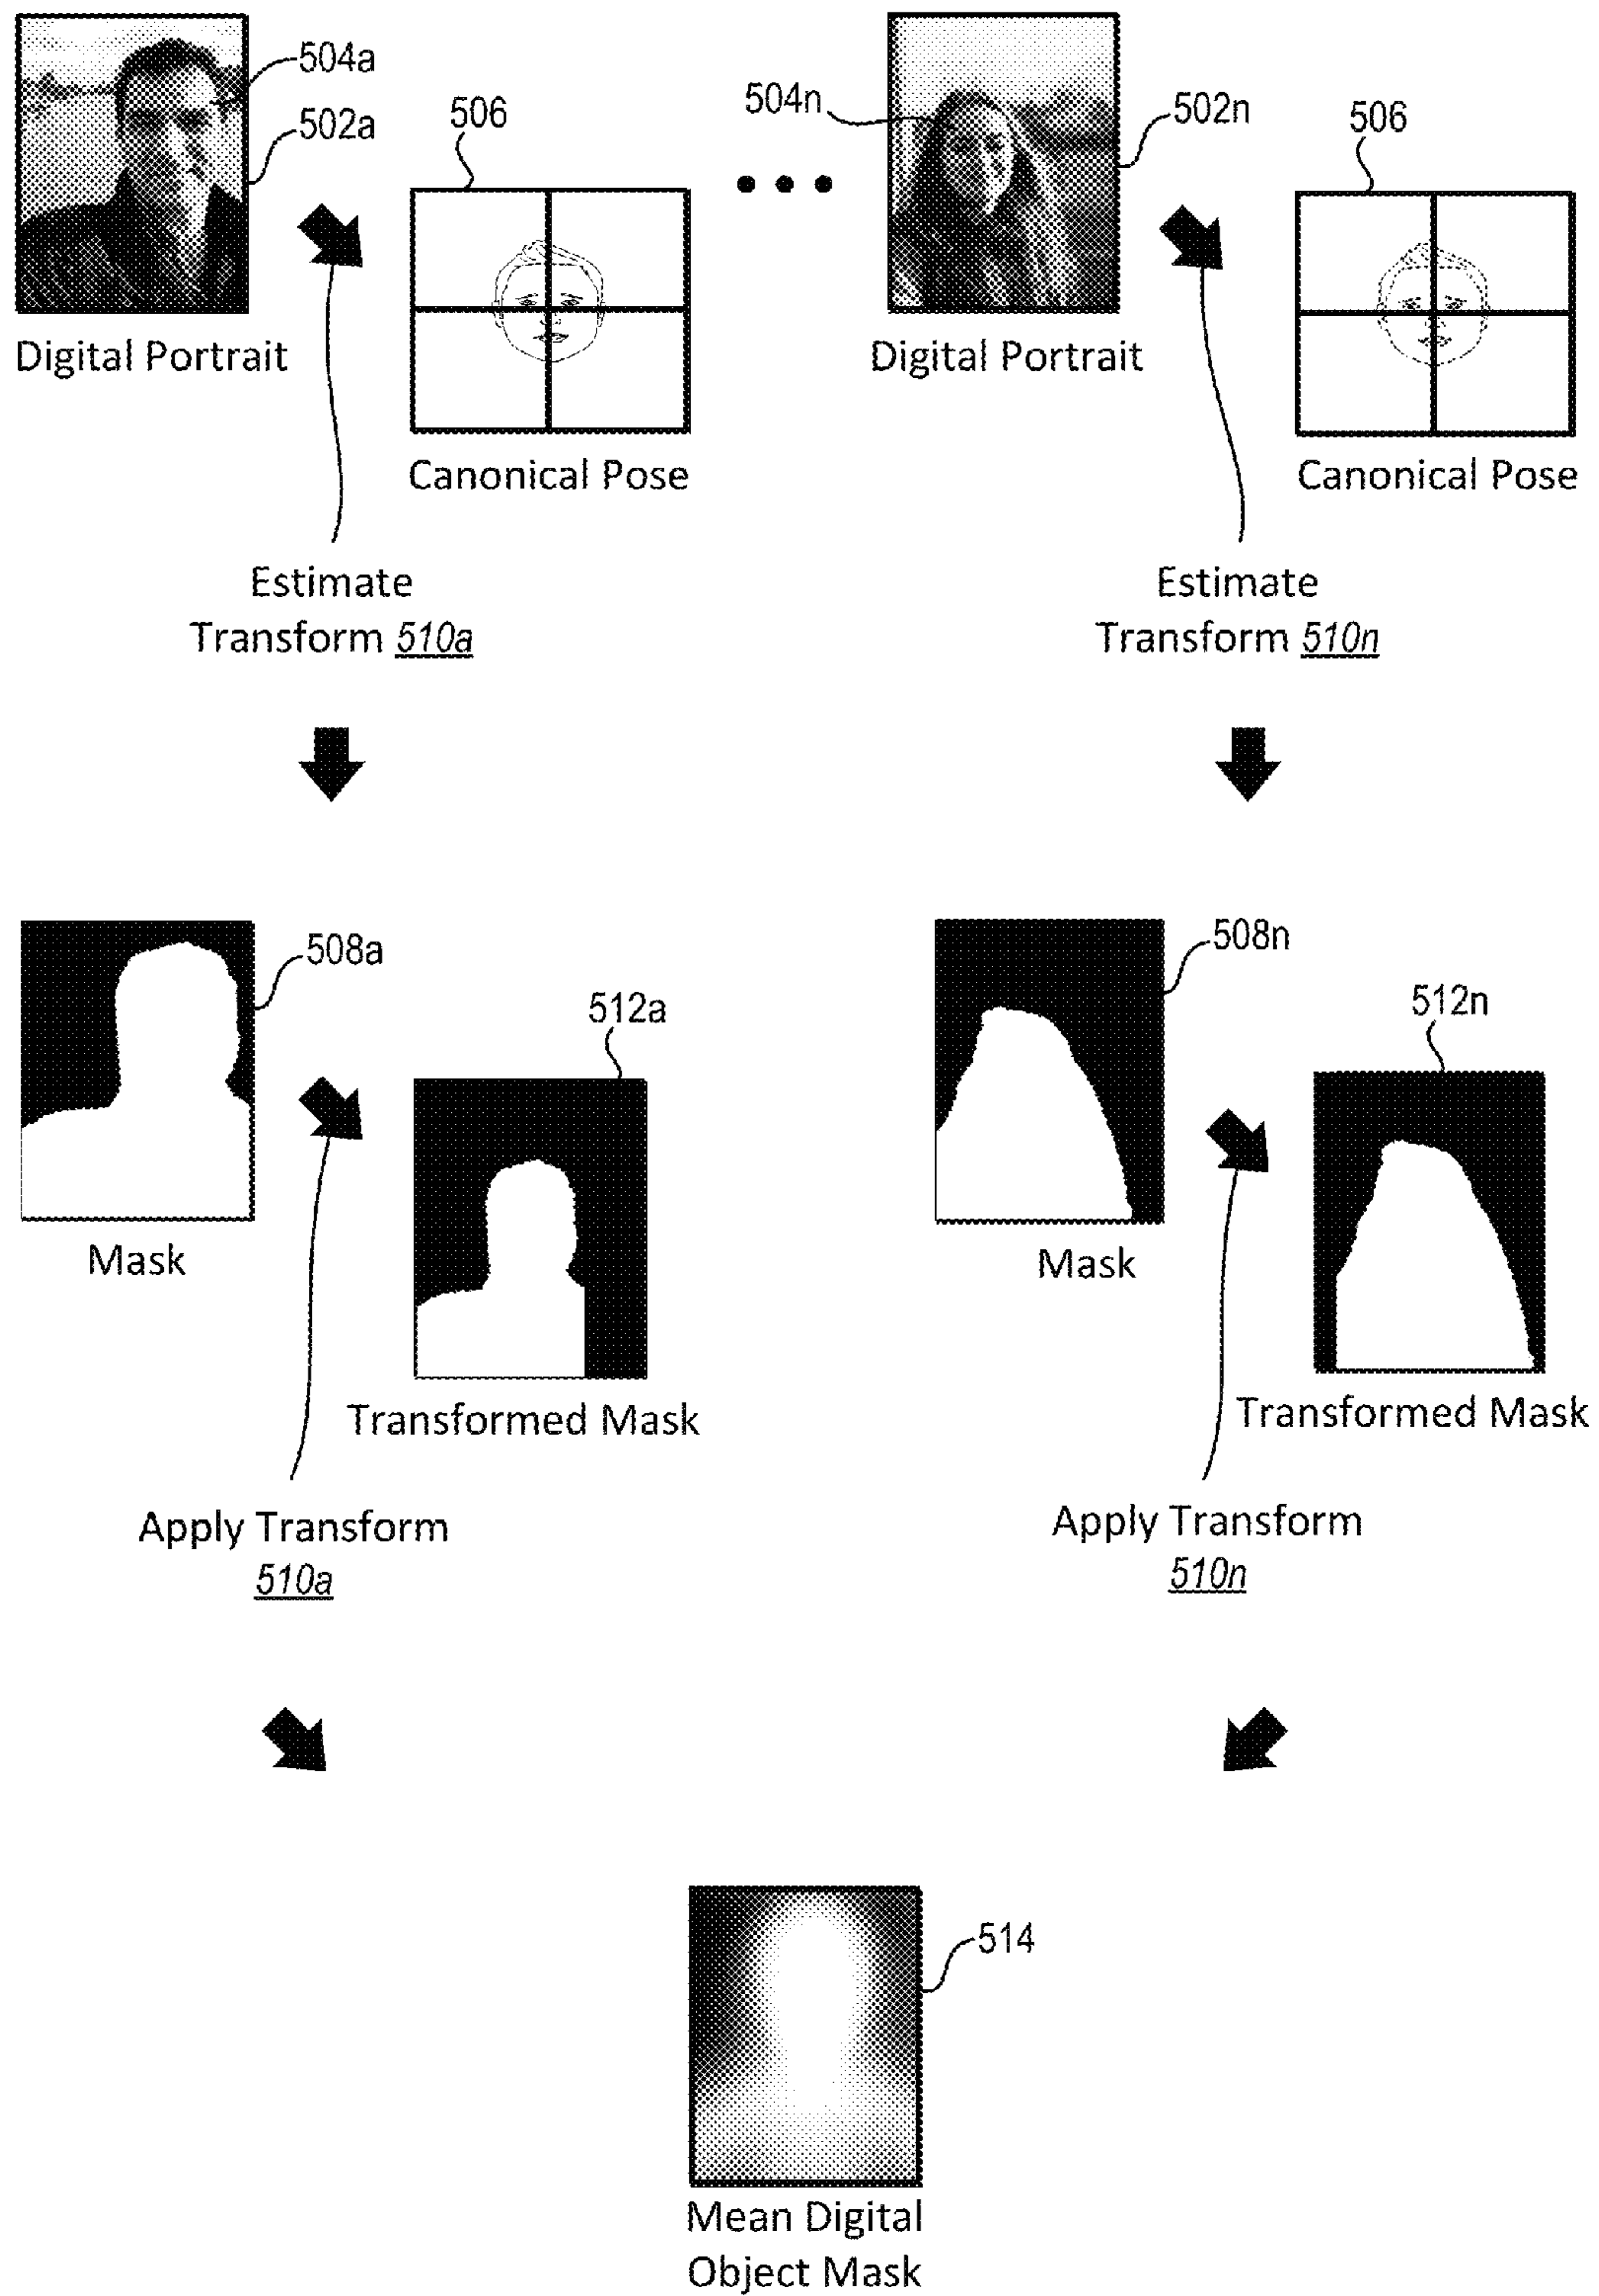 504a
502a
506
504n
502n
506
Digital Portrait
Canonical Pose
Digital Portrait
Canonical Pose
Estimate
Transform 510a
Estimate
Transform 510n
508a
512a
508n
512n
Mask
Transformed Mask
Mask
Transformed Mask
Apply Transform
510a
Apply Transform
510n
514
Mean Digital
Object Mask